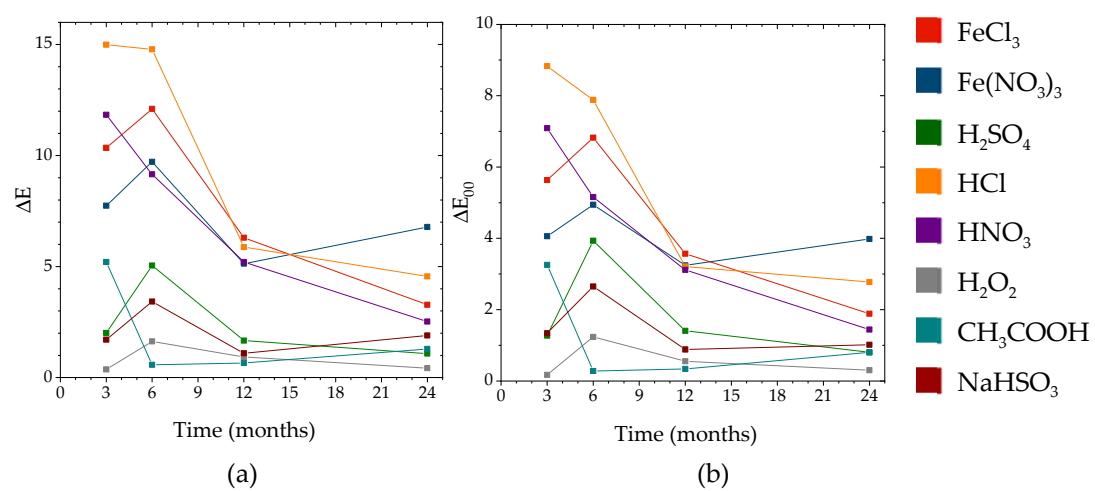 ΔE
15
10
5
0
0 3 6 9 12 15 18 21 24
Time (months)
(a)
ΔE₀₀
10
8
6
4
2
0
0 3 6 9 12 15 18 21 24
Time (months)
(b)
FeCl₃
Fe(NO₃)₃
H₂SO₄
HCl
HNO₃
H₂O₂
CH₃COOH
NaHSO₃